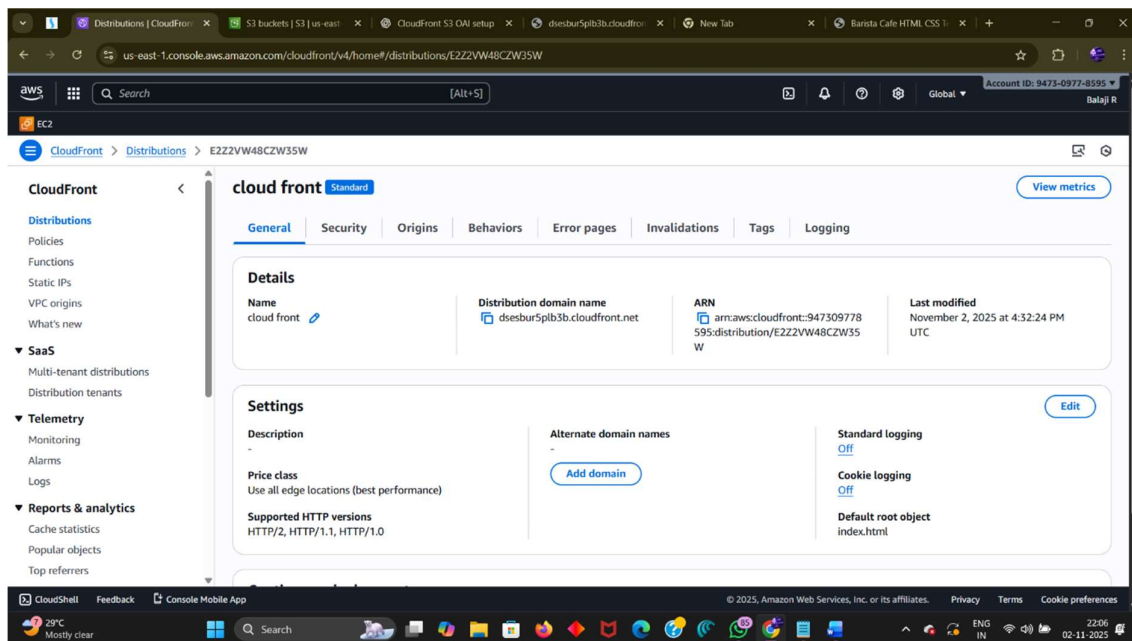 Distributions | CloudFron
S3 buckets | S3 | us-east
CloudFront S3 OAI setup
dsesbur5plb3b.cloudfron
New Tab
Barista Cafe HTML CSS Te
us-east-1.console.aws.amazon.com/cloudfront/v4/home#/distributions/E2Z2VW48CZW35W
aws
Search
[Alt+S]
Global
Account ID: 9473-0977-8595
Balaji R
EC2
CloudFront > Distributions > E2Z2VW48CZW35W
CloudFront
Distributions
Policies
Functions
Static IPs
VPC origins
What's new
SaaS
Multi-tenant distributions
Distribution tenants
Telemetry
Monitoring
Alarms
Logs
Reports & analytics
Cache statistics
Popular objects
Top referrers
cloud front Standard
View metrics
General Security Origins Behaviors Error pages Invalidations Tags Logging
Details
Name
cloud front
Distribution domain name
dsesbur5plb3b.cloudfront.net
ARN
arn:aws:cloudfront::947309778
595:distribution/E2Z2VW48CZW35
W
Last modified
November 2, 2025 at 4:32:24 PM
UTC
Settings
Edit
Description
-
Price class
Use all edge locations (best performance)
Supported HTTP versions
HTTP/2, HTTP/1.1, HTTP/1.0
Alternate domain names
-
Add domain
Standard logging
Off
Cookie logging
Off
Default root object
index.html
CloudShell Feedback Console Mobile App
© 2025, Amazon Web Services, Inc. or its affiliates. Privacy Terms Cookie preferences
7
29°C
Mostly clear
Search
85
ENG
IN
22:06
02-11-2025